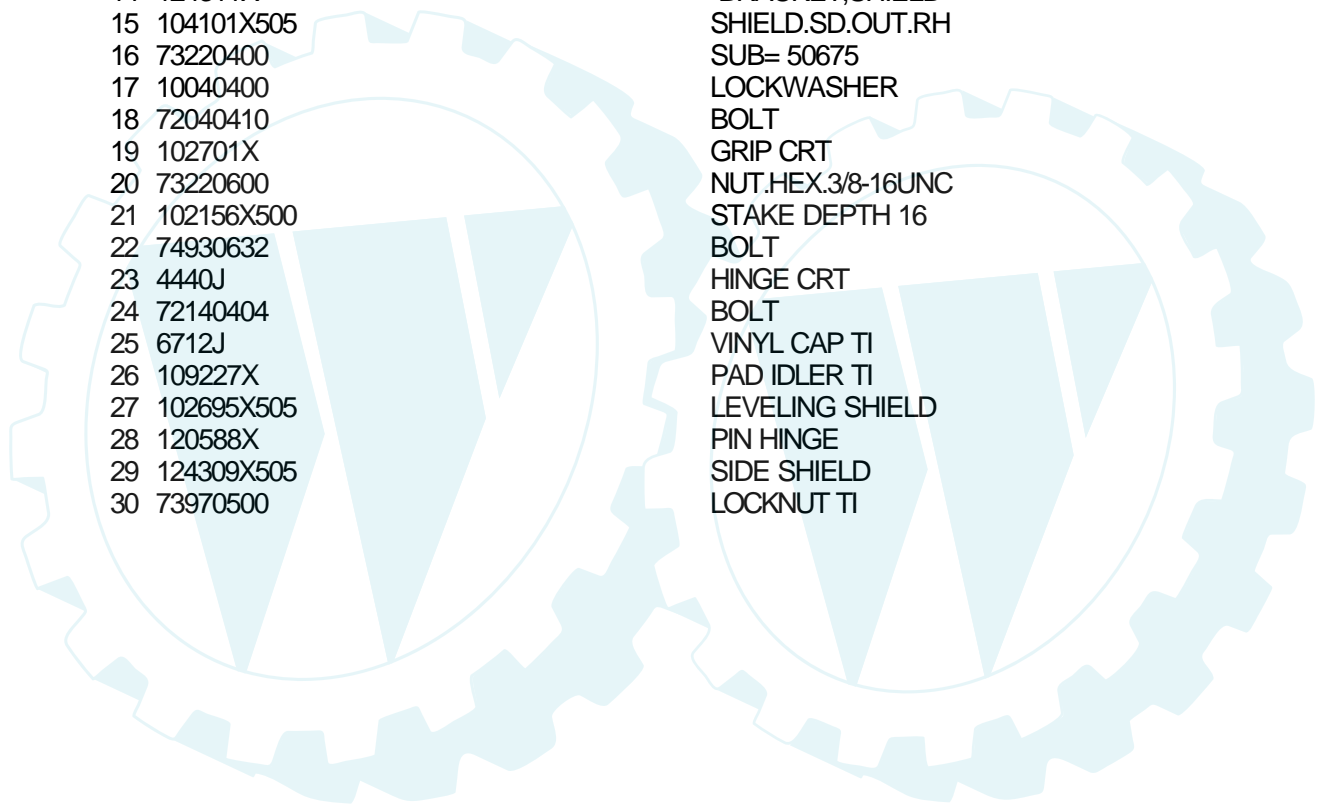 15 104101X505 SHIELD.SD.OUT.RH
16 73220400 SUB= 50675
17 10040400 LOCKWASHER
18 72040410 BOLT
19 102701X GRIP CRT
20 73220600 NUT.HEX.3/8-16UNC
21 102156X500 STAKE DEPTH 16
22 74930632 BOLT
23 4440J HINGE CRT
24 72140404 BOLT
25 6712J VINYL CAP TI
26 109227X PAD IDLER TI
27 102695X505 LEVELING SHIELD
28 120588X PIN HINGE
29 124309X505 SIDE SHIELD
30 73970500 LOCKNUT TI